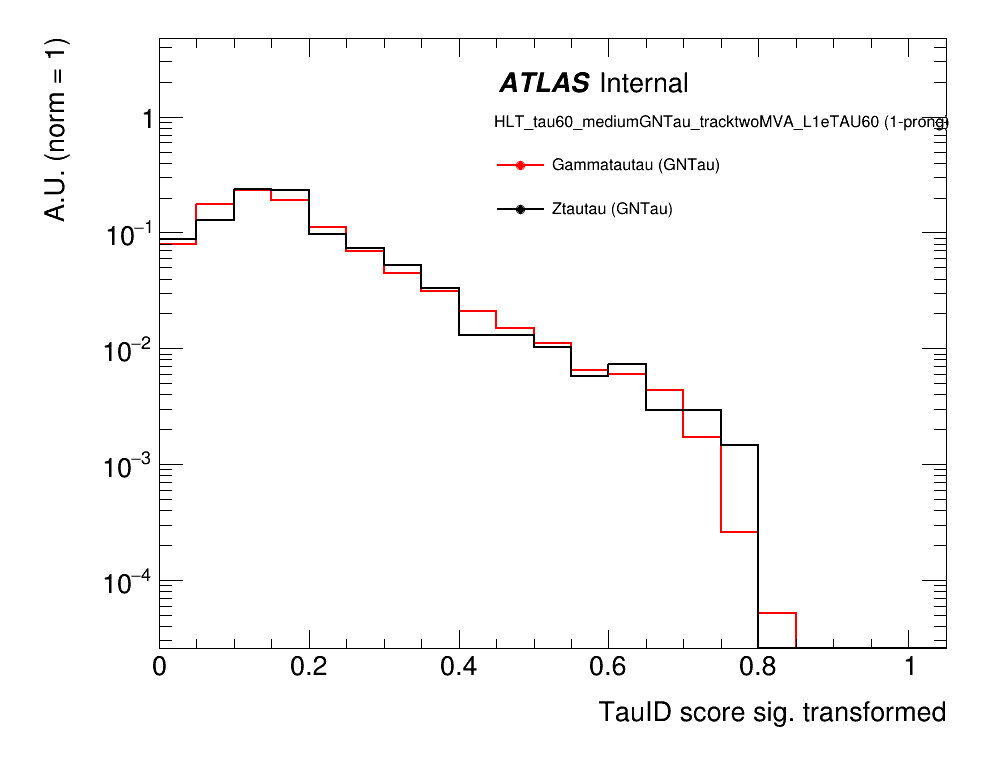 A.U. (norm = 1)
ATLAS Internal
HLT_tau60_mediumGNTau_tracktwoMVA_L1eTAU60 (1-prong)
Gammatautau (GNTau)
Ztautau (GNTau)
1
10⁻¹
10⁻²
10⁻³
10⁻⁴
0 0.2 0.4 0.6 0.8 1
TauID score sig. transformed